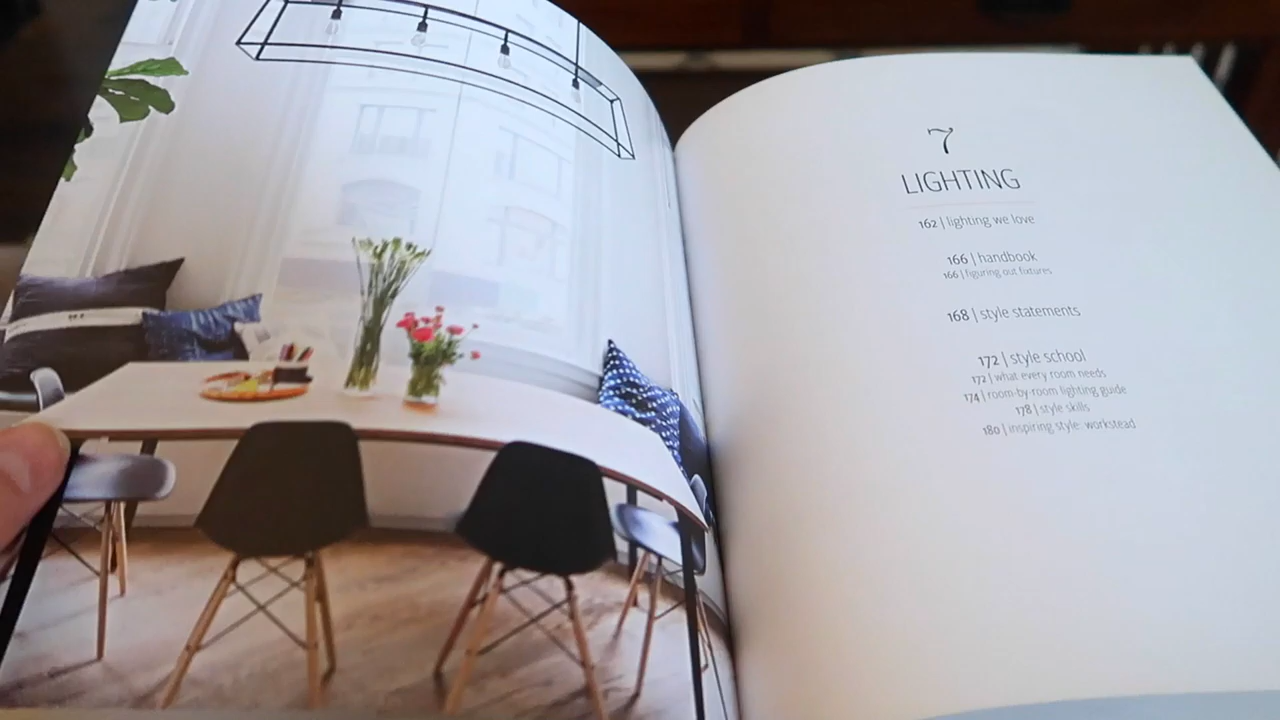 7
LIGHTING
162 | lighting we love
166 | handbook
166 | figuring out fixtures
168 | style statements
172 | style school
172 | what every room needs
174 | room-by-room lighting guide
178 | style skills
180 | inspiring style: workstead